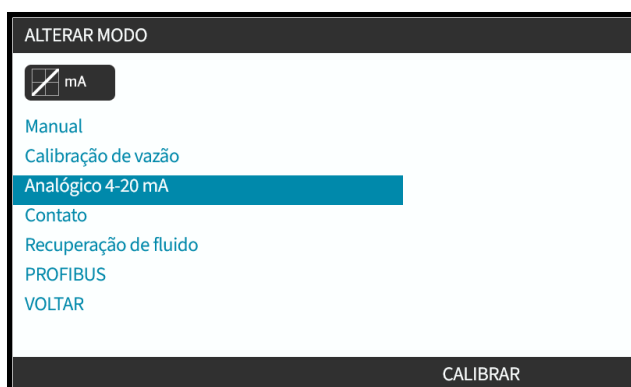 ALTERAR MODO
mA
Manual
Calibração de vazão
Analógico 4-20 mA
Contato
Recuperação de fluido
PROFIBUS
VOLTAR
CALIBRAR